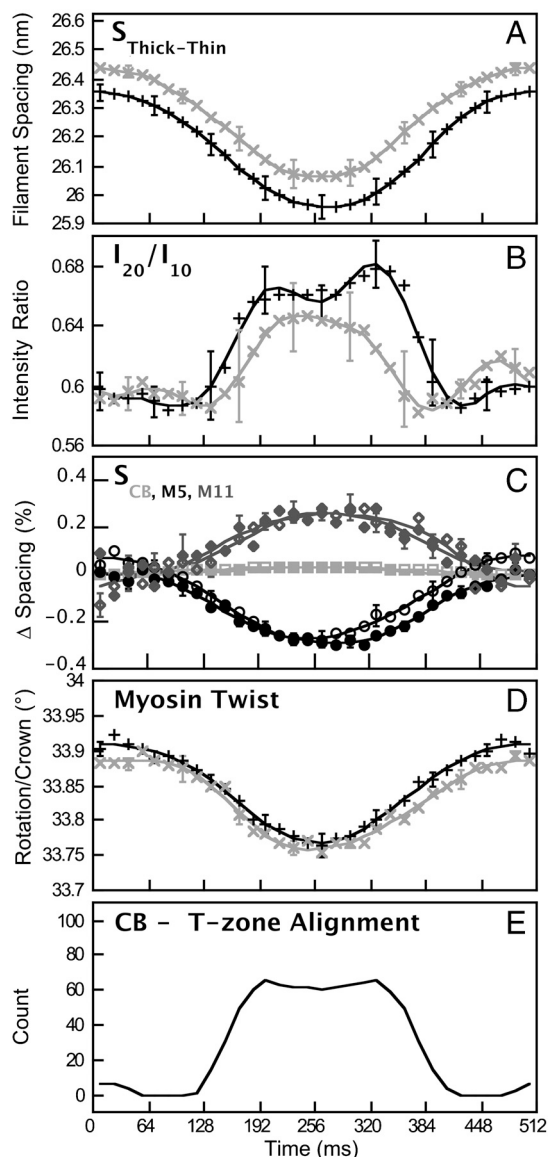 S Thick-Thin A
Filament Spacing (nm)
26.6
26.4
26.3
26.2
26.1
26
25.9
I20/I10 B
Intensity Ratio
0.68
0.64
0.6
0.56
S CB, M5, M11 C
Δ Spacing (%)
0.4
0.2
0
-0.2
-0.4
Myosin Twist D
Rotation/Crown (°)
34
33.95
33.9
33.85
33.8
33.75
33.7
CB - T-zone Alignment E
Count
100
80
60
40
20
0
0 64 128 192 256 320 384 448 512
Time (ms)